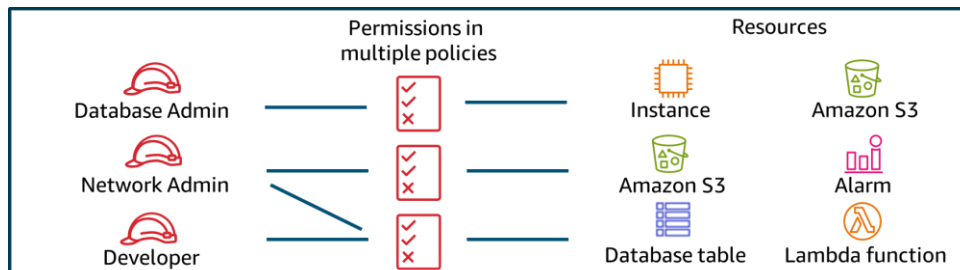 Permissions in
multiple policies
Resources
Database Admin
Instance
Amazon S3
Network Admin
Amazon S3
Alarm
Developer
Database table
Lambda function